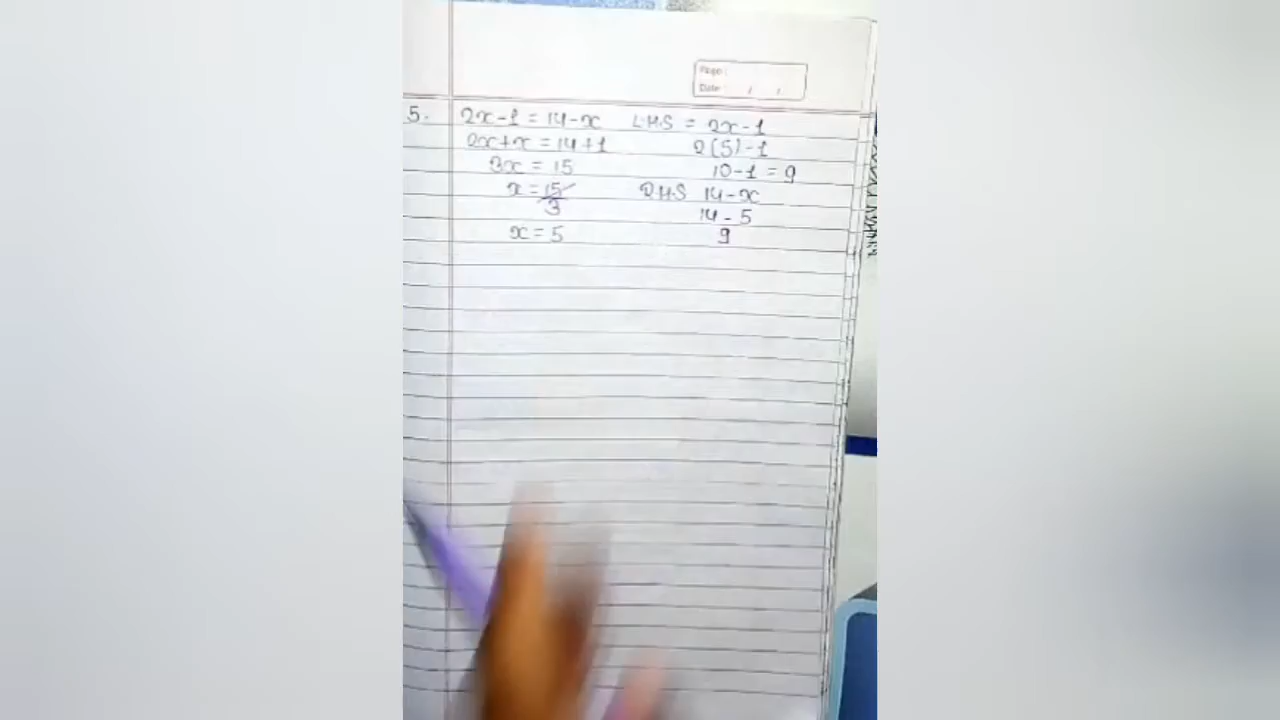 Page :
Date : / /
5. 2x-1 = 14-x LHS = 2x-1
2x+x = 14+1 2(5)-1
3x = 15 10-1 = 9
x = 15/3 RHS 14-x
14 - 5
x = 5 9